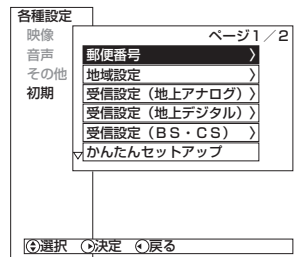 各種設定
映像
音声
その他
初期
ページ1／2
郵便番号 〉
地域設定 〉
受信設定（地上アナログ） 〉
受信設定（地上デジタル） 〉
受信設定（ＢＳ・ＣＳ） 〉
かんたんセットアップ
選択 決定 戻る